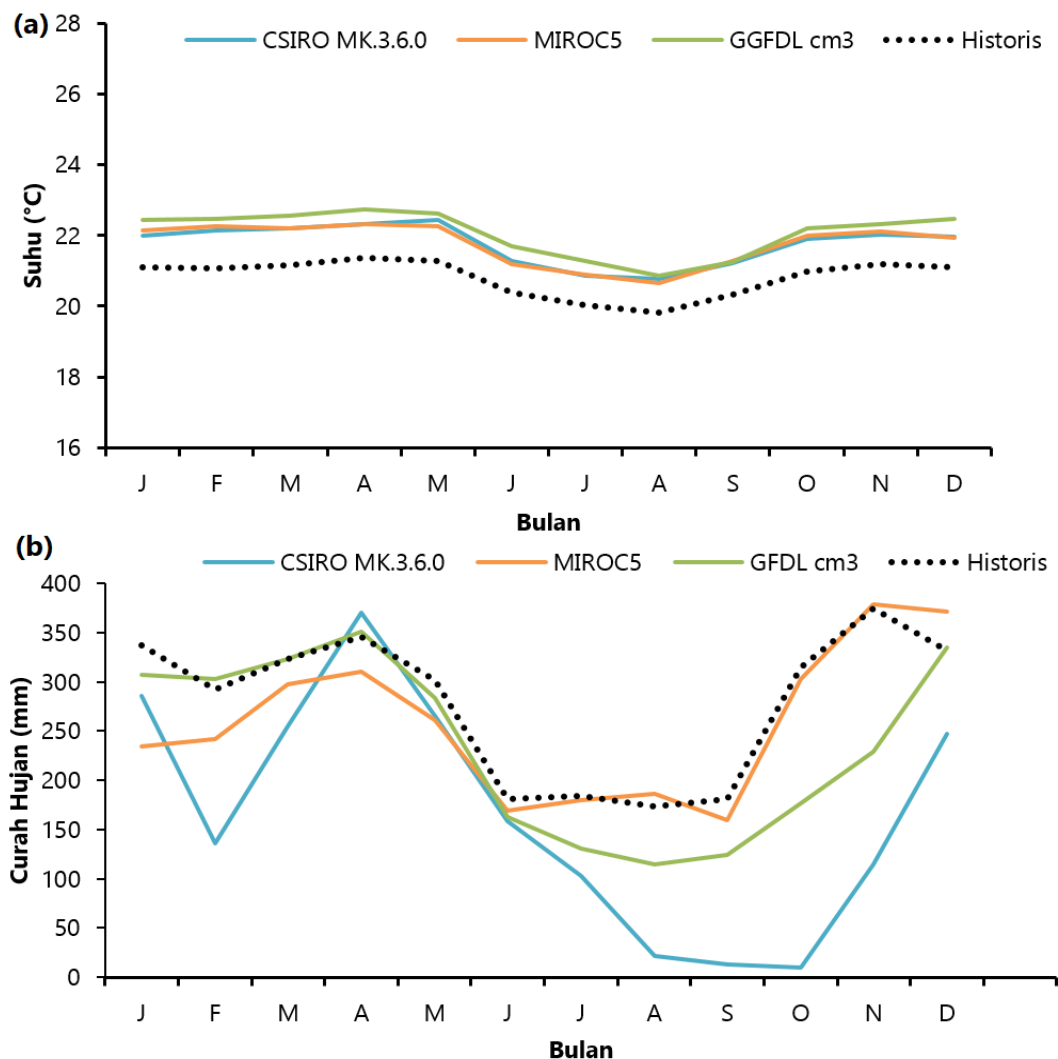 (a)
CSIRO MK.3.6.0 MIROC5 GGFDL cm3 Historis
28
26
24
22
20
18
16
Suhu (°C)
J F M A M J J A S O N D
Bulan
(b)
CSIRO MK.3.6.0 MIROC5 GFDL cm3 Historis
400
350
300
250
200
150
100
50
0
Curah Hujan (mm)
J F M A M J J A S O N D
Bulan